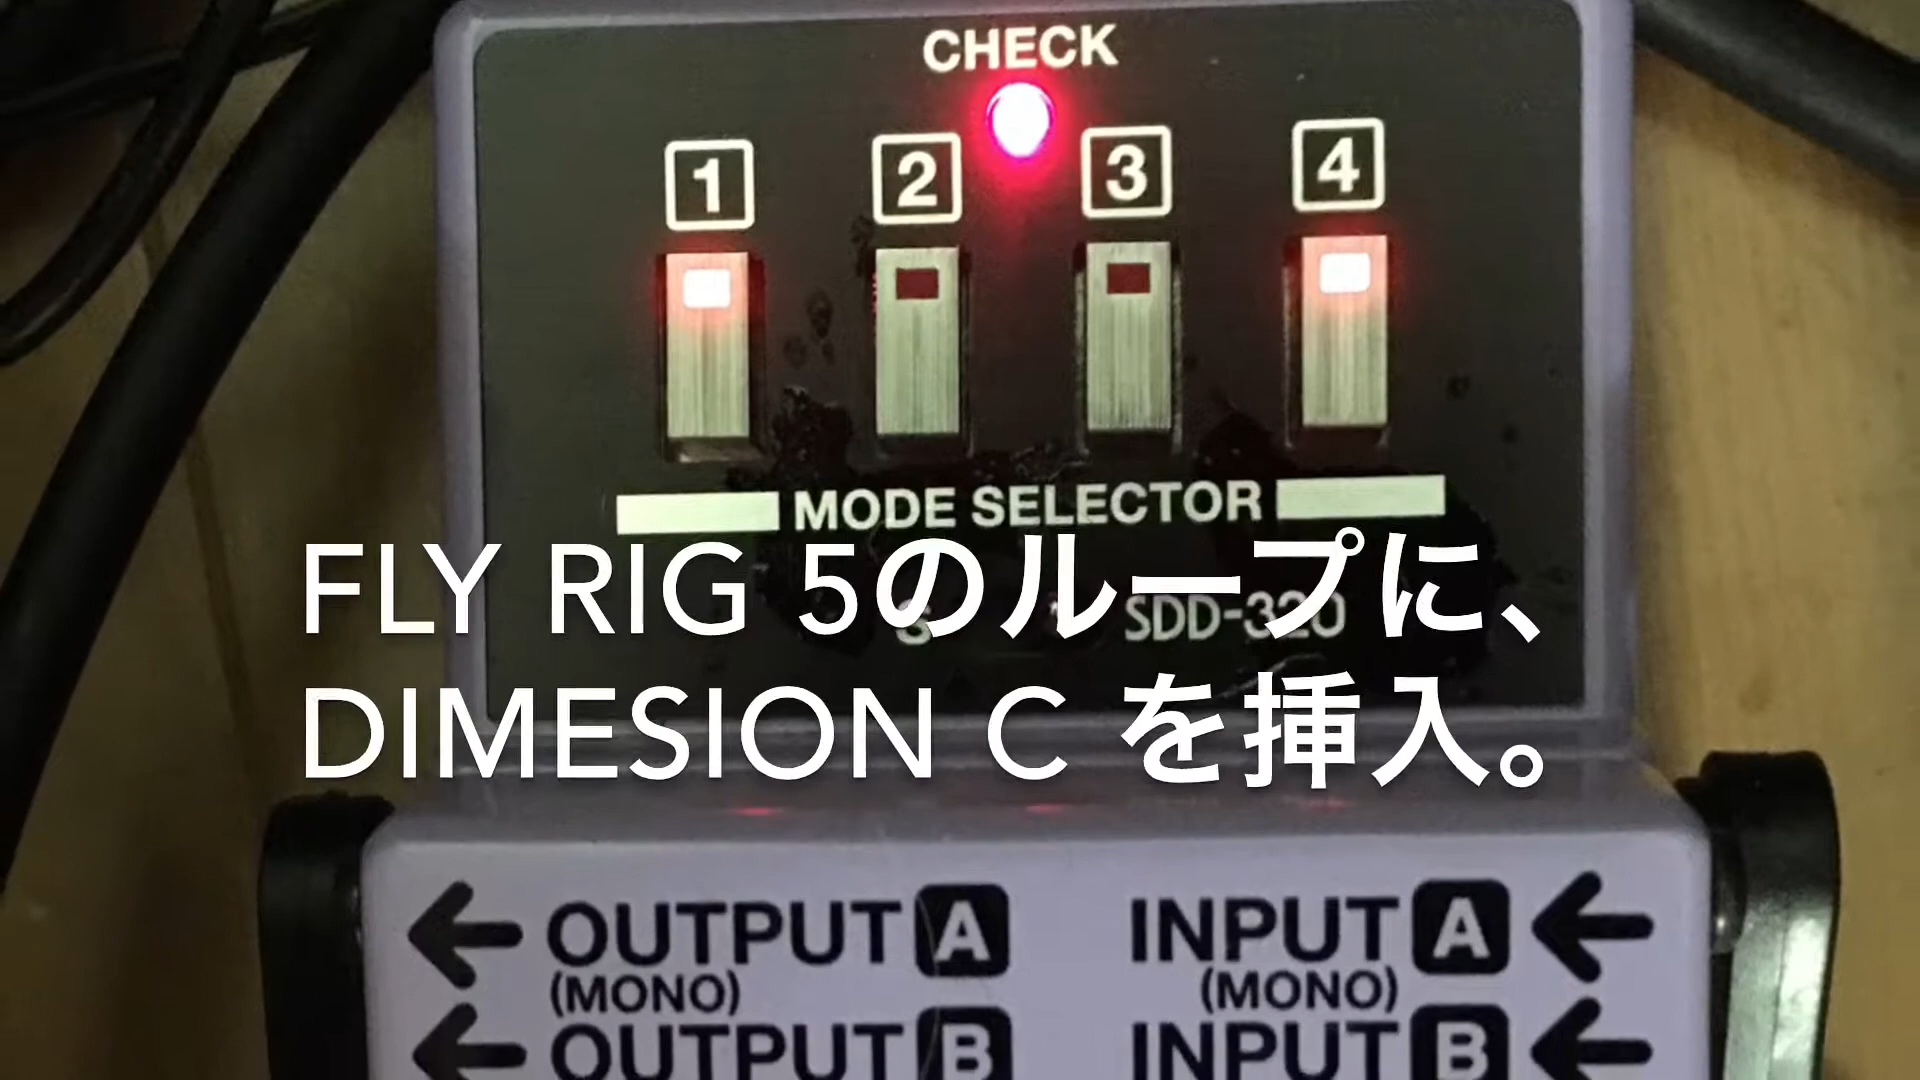 CHECK
1 2 3 4
MODE SELECTOR
FLY RIG 5のループに、
S SDD-320
DIMESION C を挿入。
OUTPUT A INPUT A
(MONO) (MONO)
OUTPUT B INPUT B